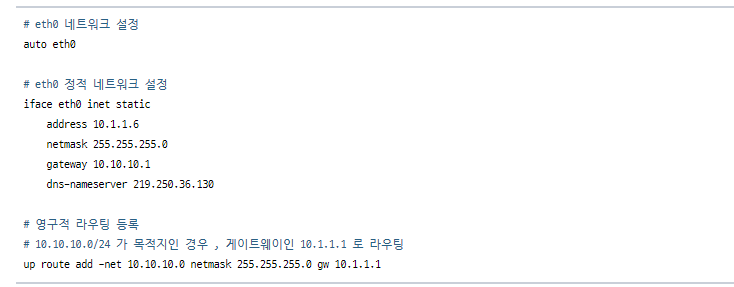 # eth0 네트워크 설정
auto eth0
# eth0 정적 네트워크 설정
iface eth0 inet static
address 10.1.1.6
netmask 255.255.255.0
gateway 10.10.10.1
dns-nameserver 219.250.36.130
# 영구적 라우팅 등록
# 10.10.10.0/24 가 목적지인 경우 , 게이트웨이인 10.1.1.1 로 라우팅
up route add -net 10.10.10.0 netmask 255.255.255.0 gw 10.1.1.1